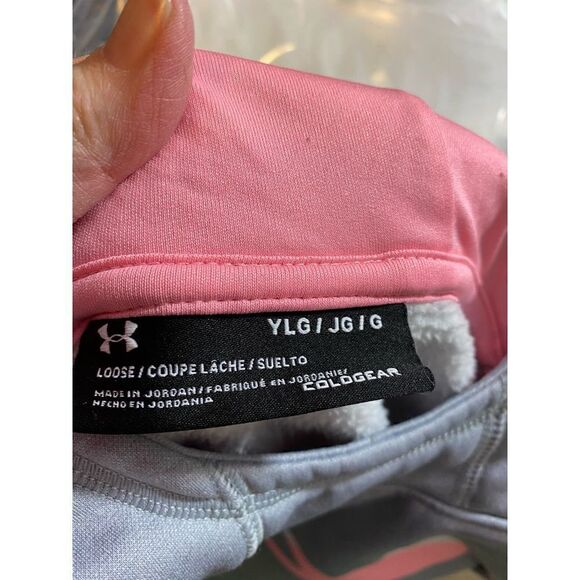 YLG / JG / G
LOOSE / COUPE LÂCHE / SUELTO
MADE IN JORDAN / FABRIQUÉ EN JORDANIE /
HECHO EN JORDANIA
COLDGEAR